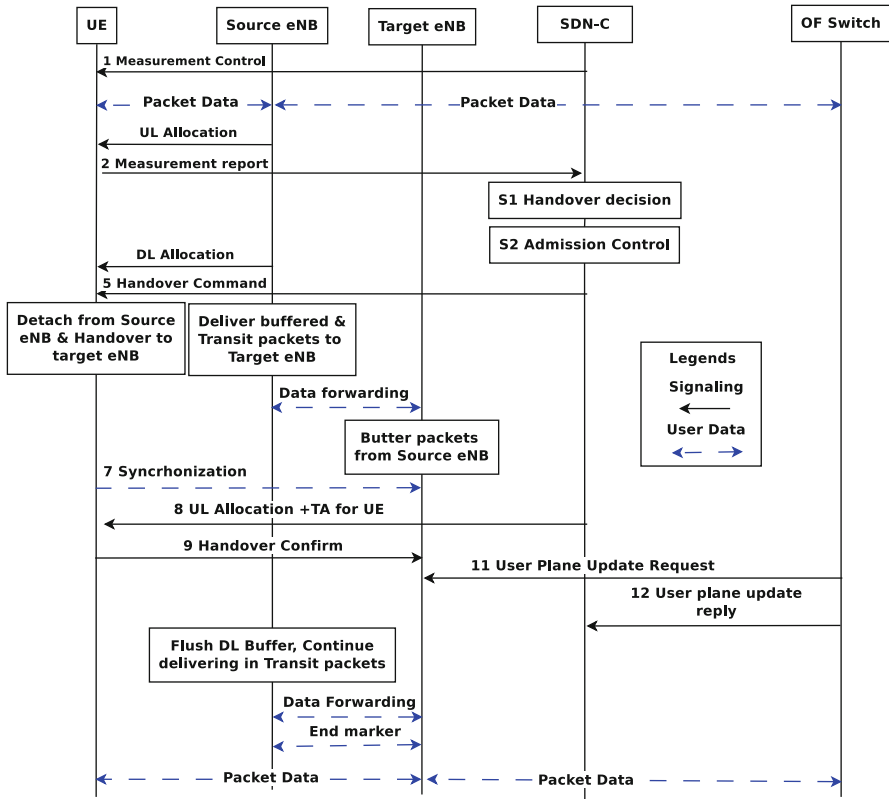 UE
Source eNB
Target eNB
SDN-C
OF Switch
1 Measurement Control
Packet Data
Packet Data
UL Allocation
2 Measurement report
S1 Handover decision
S2 Admission Control
DL Allocation
5 Handover Command
Detach from Source
eNB & Handover to
target eNB
Deliver buffered &
Transit packets to
Target eNB
Legends
Signaling
User Data
Data forwarding
Butter packets
from Source eNB
7 Syncrhonization
8 UL Allocation +TA for UE
9 Handover Confirm
11 User Plane Update Request
12 User plane update
reply
Flush DL Buffer, Continue
delivering in Transit packets
Data Forwarding
End marker
Packet Data
Packet Data